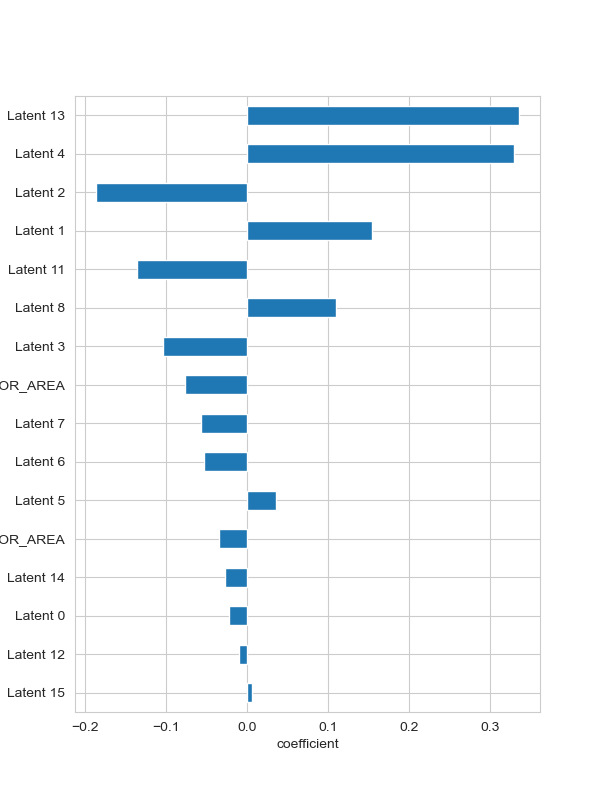 Latent 13
Latent 4
Latent 2
Latent 1
Latent 11
Latent 8
Latent 3
OR_AREA
Latent 7
Latent 6
Latent 5
OR_AREA
Latent 14
Latent 0
Latent 12
Latent 15
−0.2 −0.1 0.0 0.1 0.2 0.3
coefficient